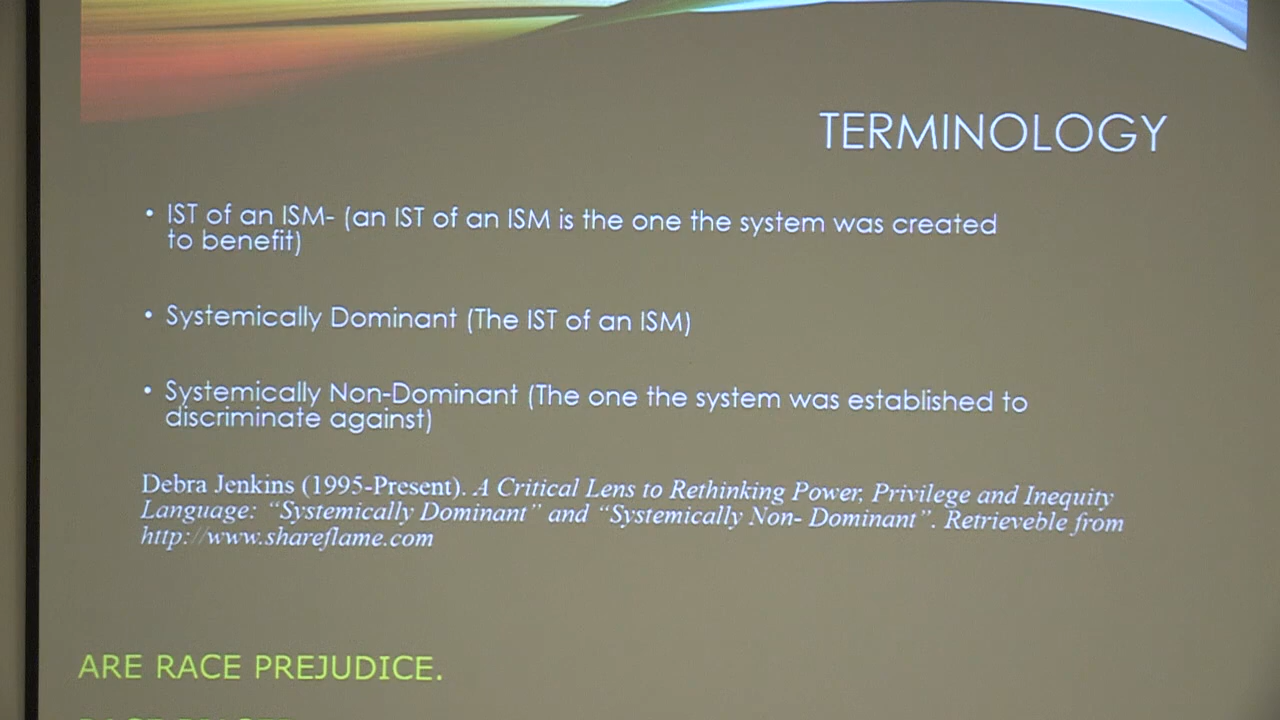 TERMINOLOGY
• IST of an ISM- (an IST of an ISM is the one the system was created
to benefit)
• Systemically Dominant (The IST of an ISM)
• Systemically Non-Dominant (The one the system was established to
discriminate against)
Debra Jenkins (1995-Present). A Critical Lens to Rethinking Power, Privilege and Inequity
Language: “Systemically Dominant” and “Systemically Non- Dominant”. Retrieveble from
http://www.shareflame.com
ARE RACE PREJUDICE.